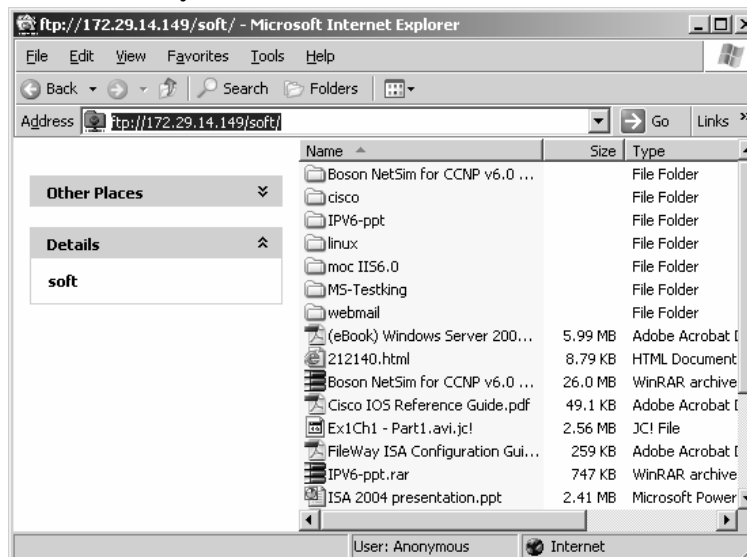 ftp://172.29.14.149/soft/ - Microsoft Internet Explorer
File Edit View Favorites Tools Help
Back Search Folders
Address ftp://172.29.14.149/soft/ Go Links »
Other Places
Details
soft
Name Size Type
Boson NetSim for CCNP v6.0 ... File Folder
cisco File Folder
IPV6-ppt File Folder
linux File Folder
moc IIS6.0 File Folder
MS-Testking File Folder
webmail File Folder
(eBook) Windows Server 200... 5.99 MB Adobe Acrobat D
212140.html 8.79 KB HTML Document
Boson NetSim for CCNP v6.0 ... 26.0 MB WinRAR archive
Cisco IOS Reference Guide.pdf 49.1 KB Adobe Acrobat D
Ex1Ch1 - Part1.avi.jc! 2.56 MB JC! File
FileWay ISA Configuration Gui... 259 KB Adobe Acrobat D
IPV6-ppt.rar 747 KB WinRAR archive
ISA 2004 presentation.ppt 2.41 MB Microsoft Power
User: Anonymous Internet